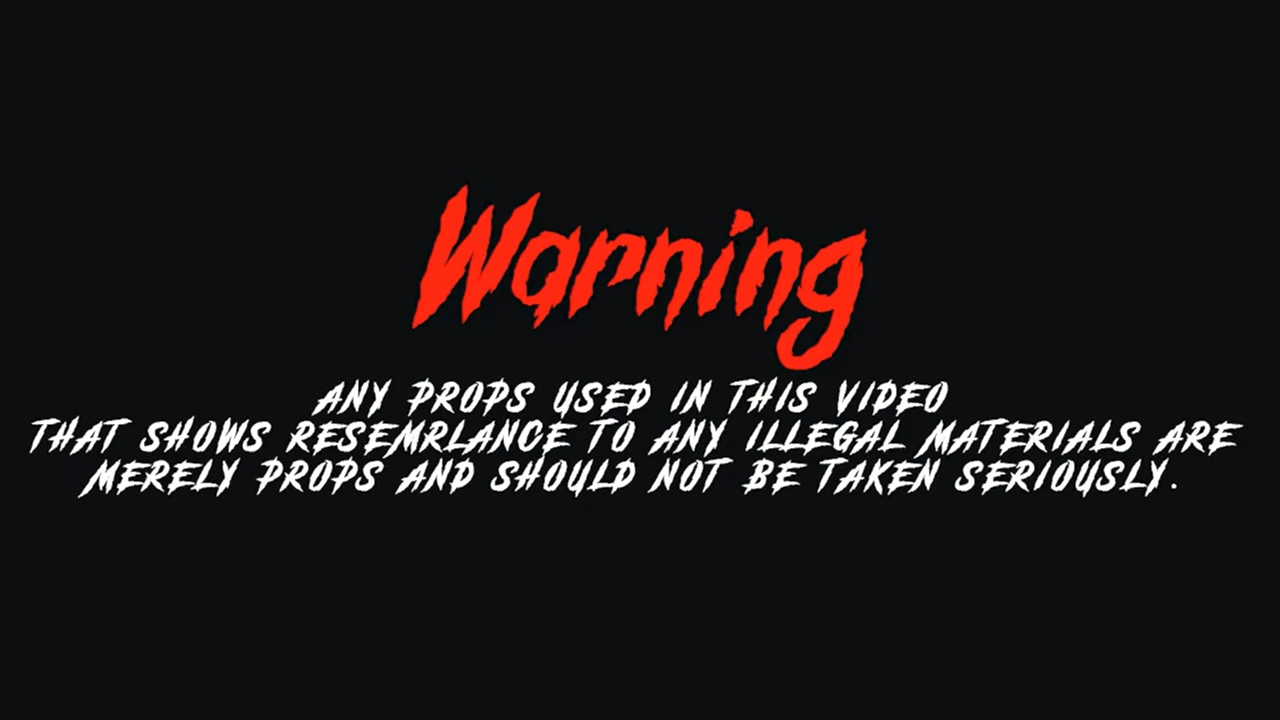 Warning
ANY PROPS USED IN THIS VIDEO
THAT SHOWS RESEMRLANCE TO ANY ILLEGAL MATERIALS ARE
MERELY PROPS AND SHOULD NOT BE TAKEN SERIOUSLY.